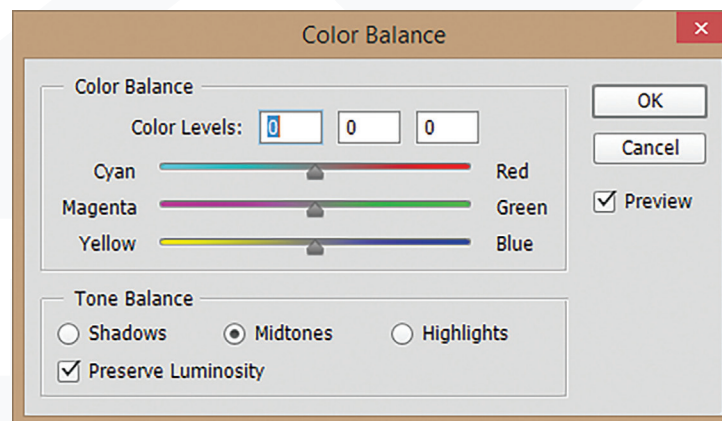 Color Balance
Color Balance
Color Levels: 0 0 0
OK
Cyan Red
Cancel
Magenta Green
Preview
Yellow Blue
Tone Balance
Shadows Midtones Highlights
Preserve Luminosity